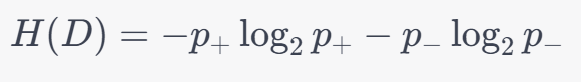 H(D) = −p₊ log₂ p₊ − p₋ log₂ p₋